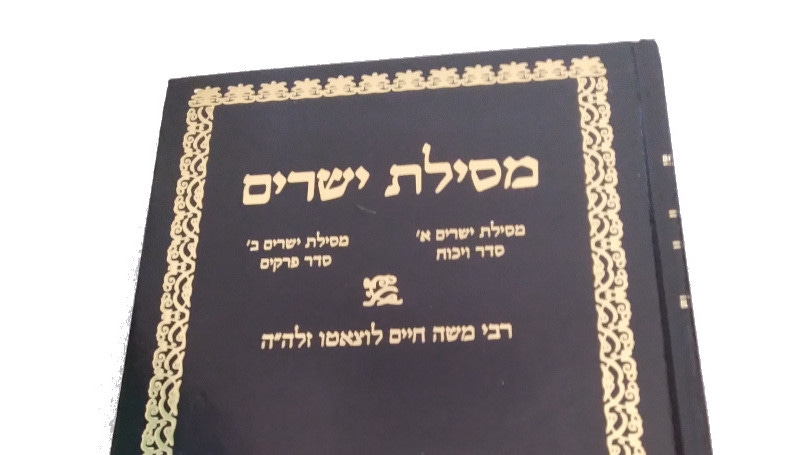 מסילת ישרים
מסילת ישרים א׳
סדר ויכוח
מסילת ישרים ב׳
סדר פרקים
רבי משה חיים לוצאטו זלה״ה